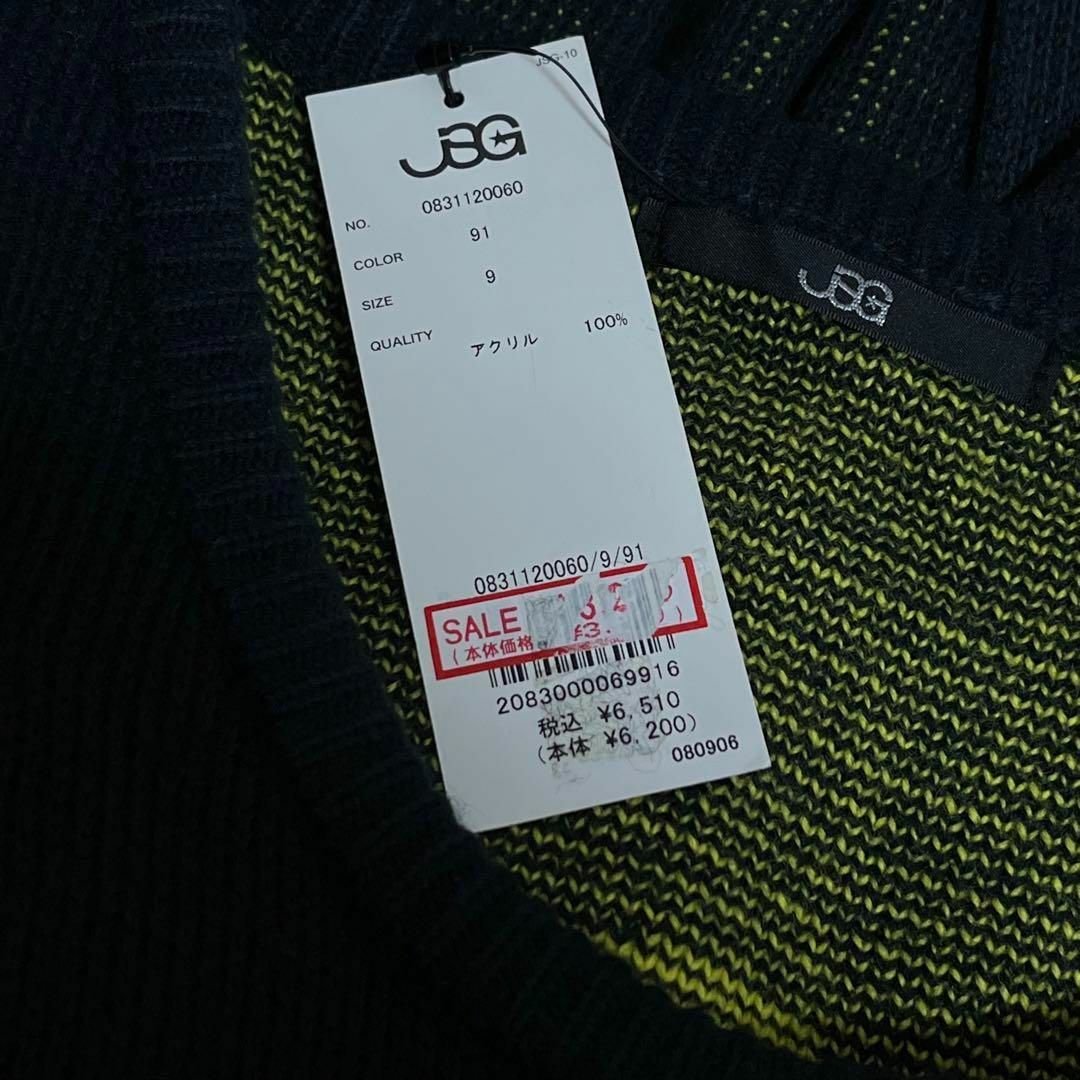 JSG-10
JSG
NO. 0831120060
COLOR 91
SIZE 9
QUALITY アクリル 100%
0831120060/9/91
SALE
(本体価格 ¥3.
2083000069916
税込 ¥6,510
(本体 ¥6,200)
080906
JSG